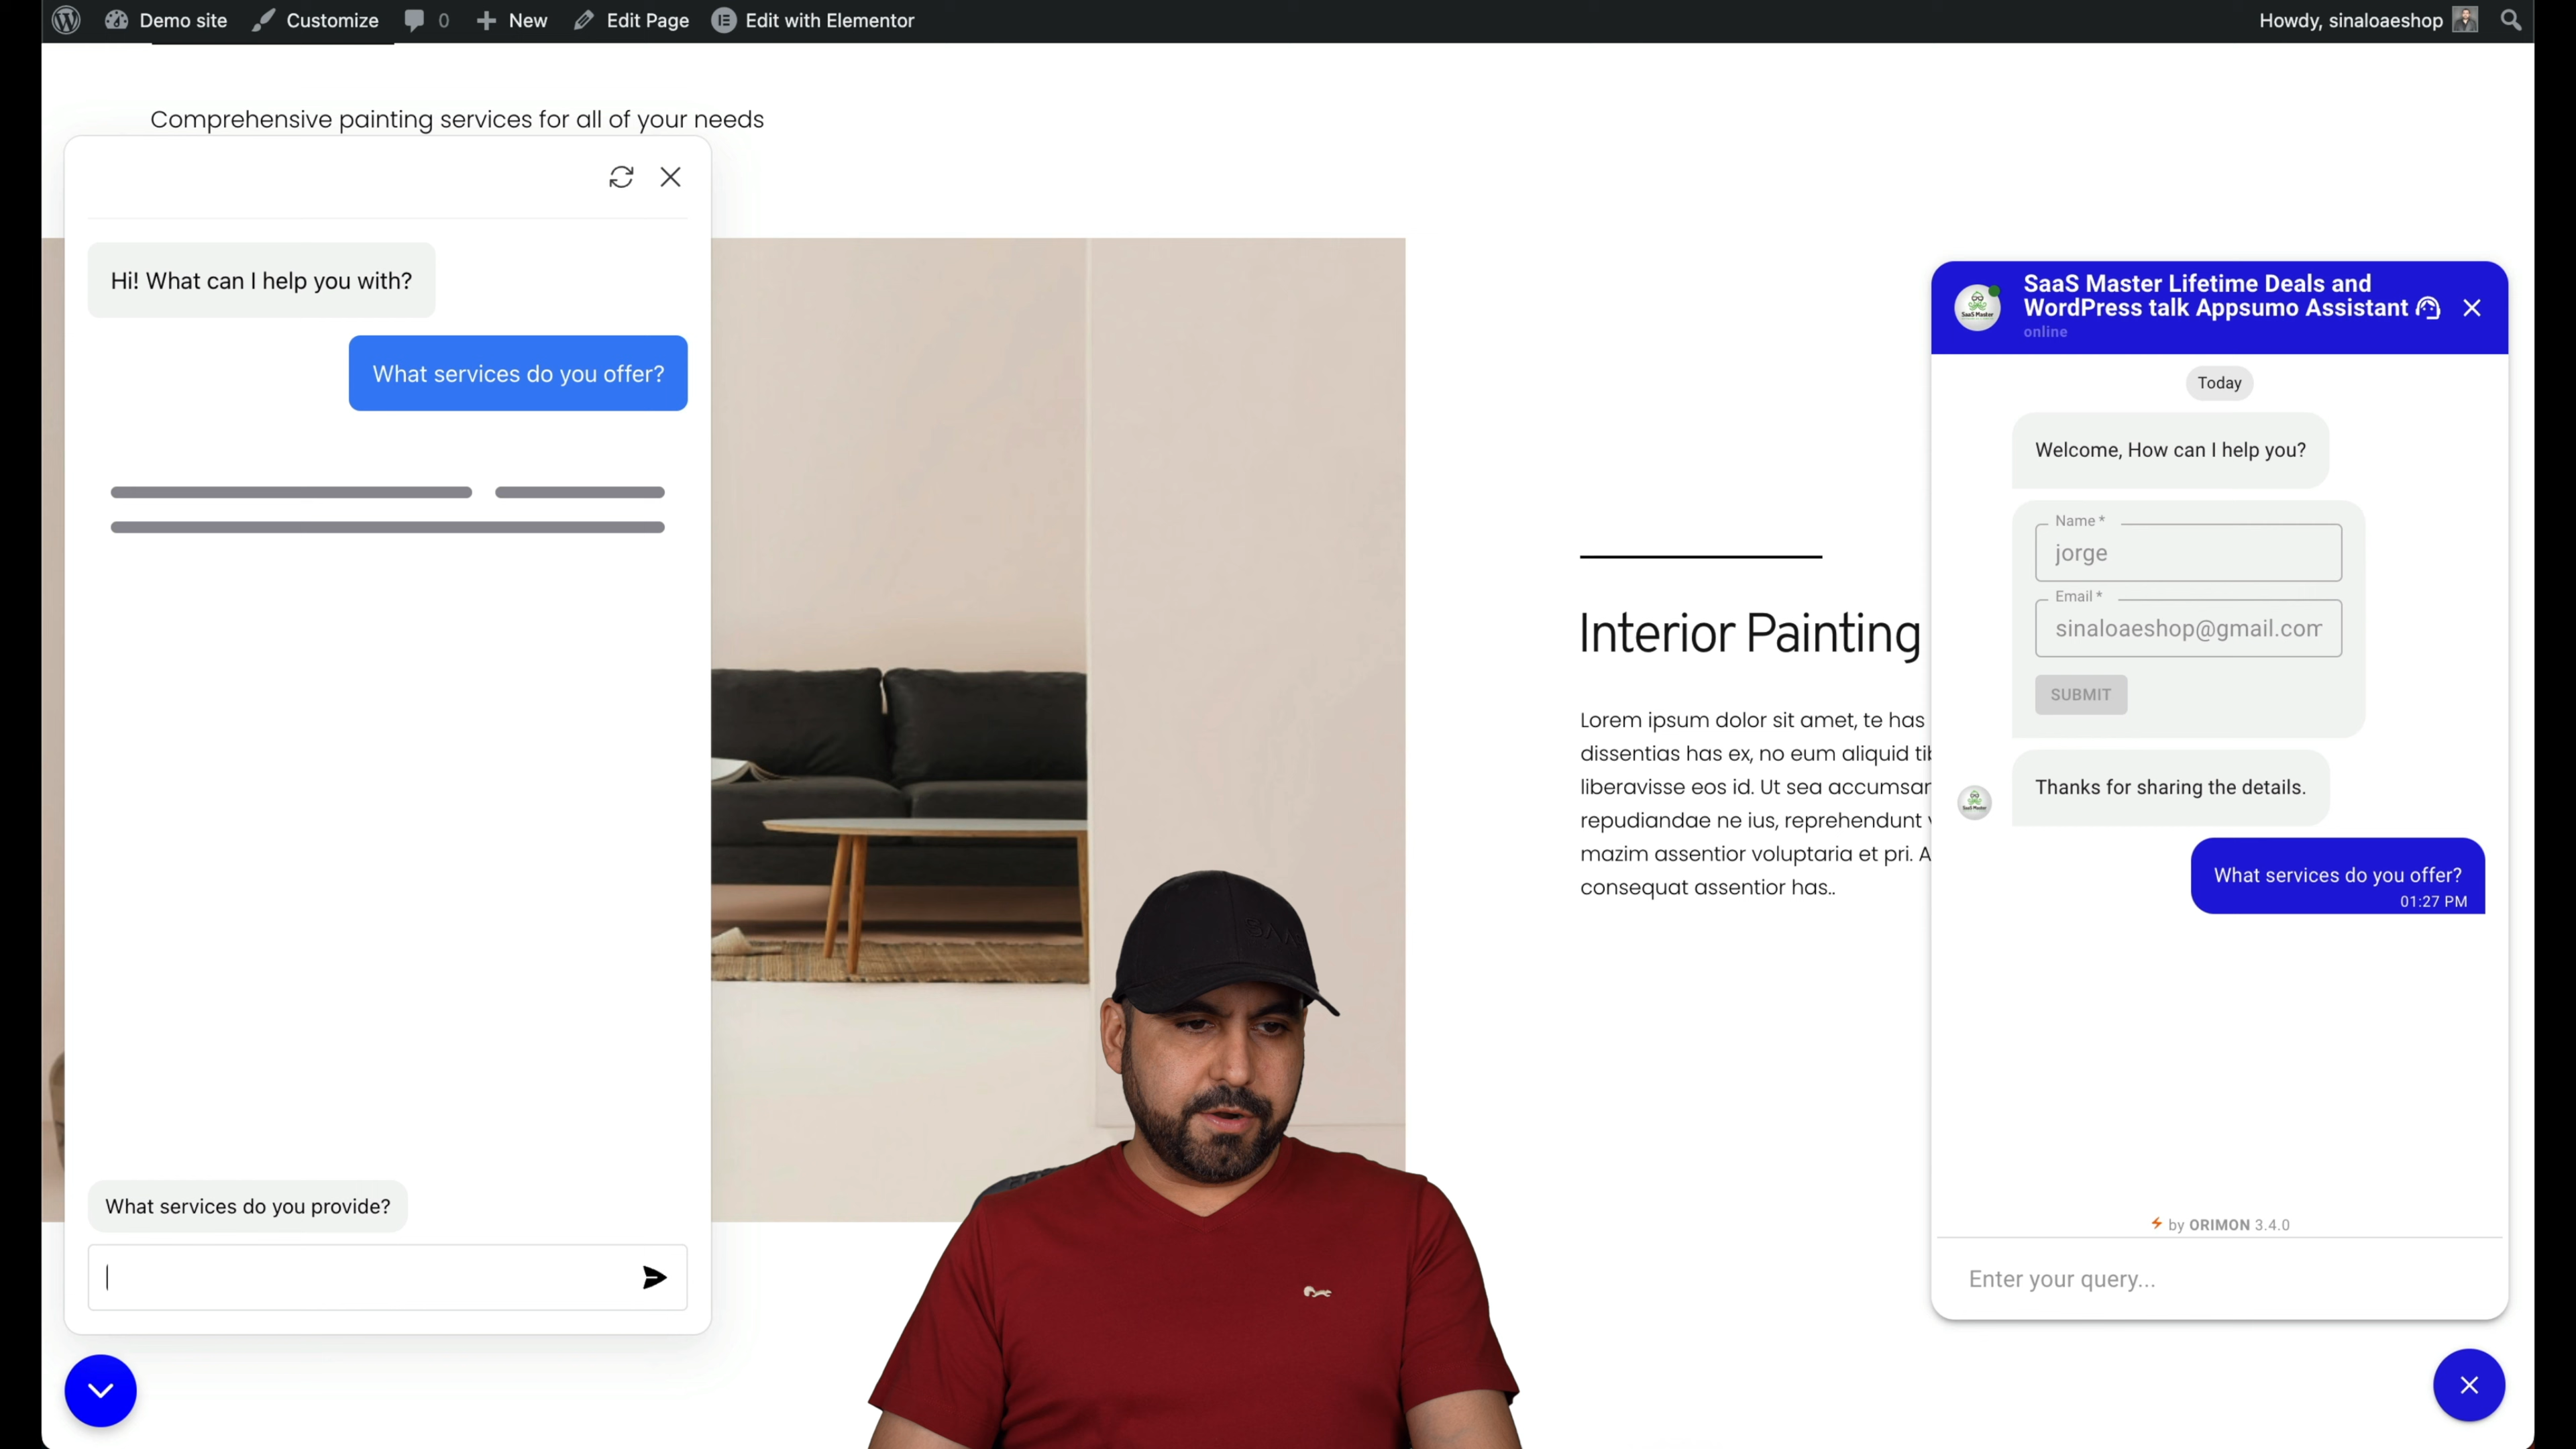 Demo site
Customize
0
New
Edit Page
Edit with Elementor
Howdy, sinaloaeshop
Comprehensive painting services for all of your needs
Hi! What can I help you with?
What services do you offer?
What services do you provide?
Interior Painting
Lorem ipsum dolor sit amet, te has
dissentias has ex, no eum aliquid
liberavisse eos id. Ut sea
repudiandae ne ius, reprehendunt
mazim assentior voluptaria et pri. A
consequat assentior has..
SaaS Master Lifetime Deals and
WordPress talk Appsumo Assistant
online
Today
Welcome, How can I help you?
Name *
jorge
Email *
sinaloaeshop@gmail.com
SUBMIT
Thanks for sharing the details.
What services do you offer?
01:27 PM
by ORIMON 3.4.0
Enter your query...